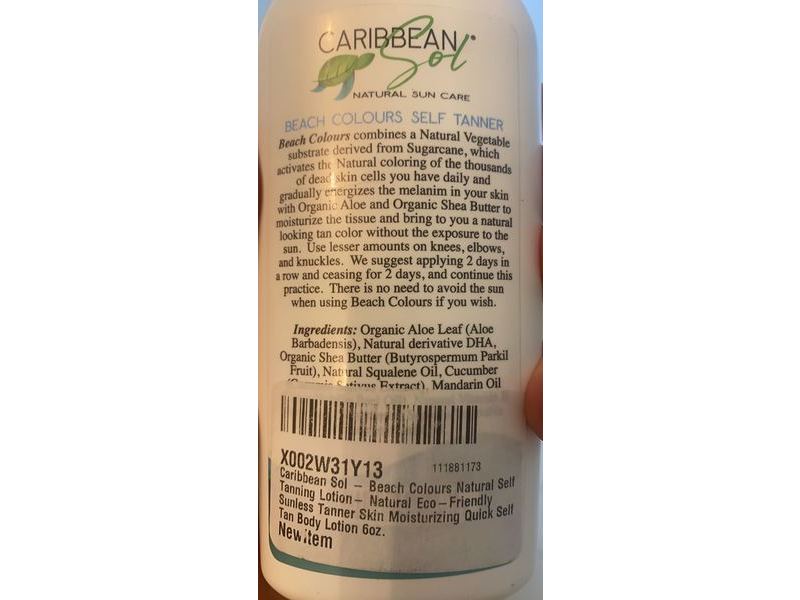 CARIBBEAN
Sol
NATURAL SUN CARE
BEACH COLOURS SELF TANNER
Beach Colours combines a Natural Vegetable
substrate derived from Sugarcane, which
activates the Natural coloring of the thousands
of dead skin cells you have daily and
gradually energizes the melanim in your skin
with Organic Aloe and Organic Shea Butter to
moisturize the tissue and bring to you a natural
looking tan color without the exposure to the
sun. Use lesser amounts on knees, elbows,
and knuckles. We suggest applying 2 days in
a row and ceasing for 2 days, and continue this
practice. There is no need to avoid the sun
when using Beach Colours if you wish.
Ingredients: Organic Aloe Leaf (Aloe
Barbadensis), Natural derivative DHA,
Organic Shea Butter (Butyrospermum Parkil
Fruit), Natural Squalene Oil, Cucumber
Sativus Extract), Mandarin Oil
X002W31Y13 111881173
Caribbean Sol - Beach Colours Natural Self
Tanning Lotion- Natural Eco-Friendly
Sunless Tanner Skin Moisturizing Quick Self
Tan Body Lotion 6oz.
New Item